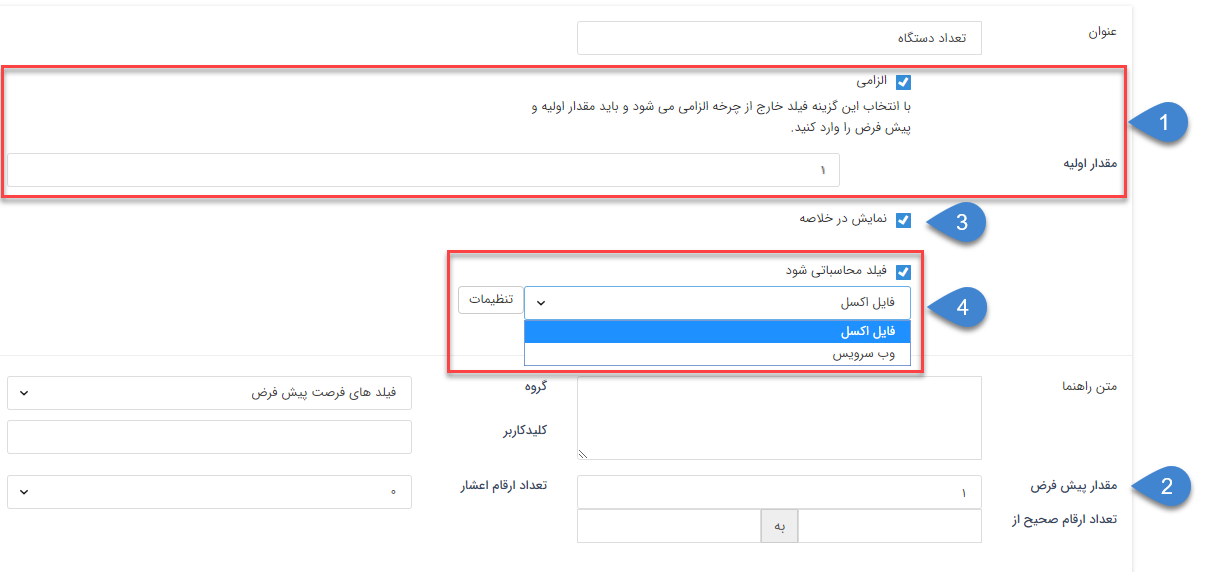 عنوان
تعداد دستگاه
الزامی
با انتخاب این گزینه فیلد خارج از چرخه الزامی می شود و باید مقدار اولیه و
پیش فرض را وارد کنید.
1
مقدار اولیه
۱
نمایش در خلاصه
3
فیلد محاسباتی شود
فایل اکسل
تنظیمات
4
فایل اکسل
وب سرویس
متن راهنما
گروه
فیلد های فرصت پیش فرض
کلیدکاربر
2
مقدار پیش فرض
۱
تعداد ارقام اعشار
۰
تعداد ارقام صحیح از
به